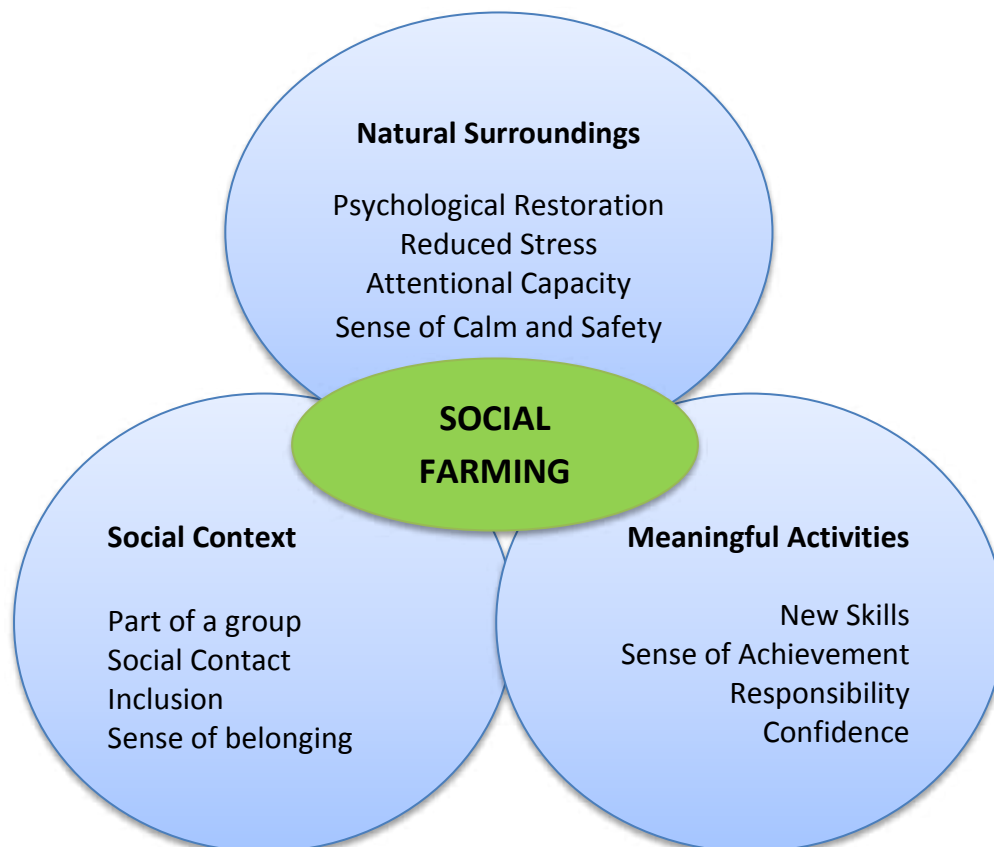 Natural Surroundings
Psychological Restoration
Reduced Stress
Attentional Capacity
Sense of Calm and Safety
SOCIAL
FARMING
Social Context
Part of a group
Social Contact
Inclusion
Sense of belonging
Meaningful Activities
New Skills
Sense of Achievement
Responsibility
Confidence